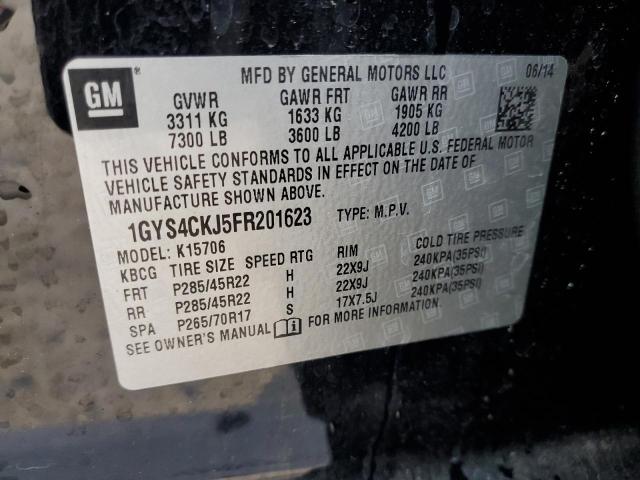 GM ® MFD BY GENERAL MOTORS LLC 06/14
GVWR GAWR FRT GAWR RR
3311 KG 1633 KG 1905 KG
7300 LB 3600 LB 4200 LB
THIS VEHICLE CONFORMS TO ALL APPLICABLE U.S. FEDERAL MOTOR
VEHICLE SAFETY STANDARDS IN EFFECT ON THE DATE OF
MANUFACTURE SHOWN ABOVE.
1GYS4CKJ5FR201623 TYPE: M.P.V.
MODEL: K15706
KBCG TIRE SIZE SPEED RTG RIM COLD TIRE PRESSURE
FRT P285/45R22 H 22X9J 240KPA(35PSI)
RR P285/45R22 H 22X9J 240KPA(35PSI)
SPA P265/70R17 S 17X7.5J 240KPA(35PSI)
SEE OWNER'S MANUAL FOR MORE INFORMATION.